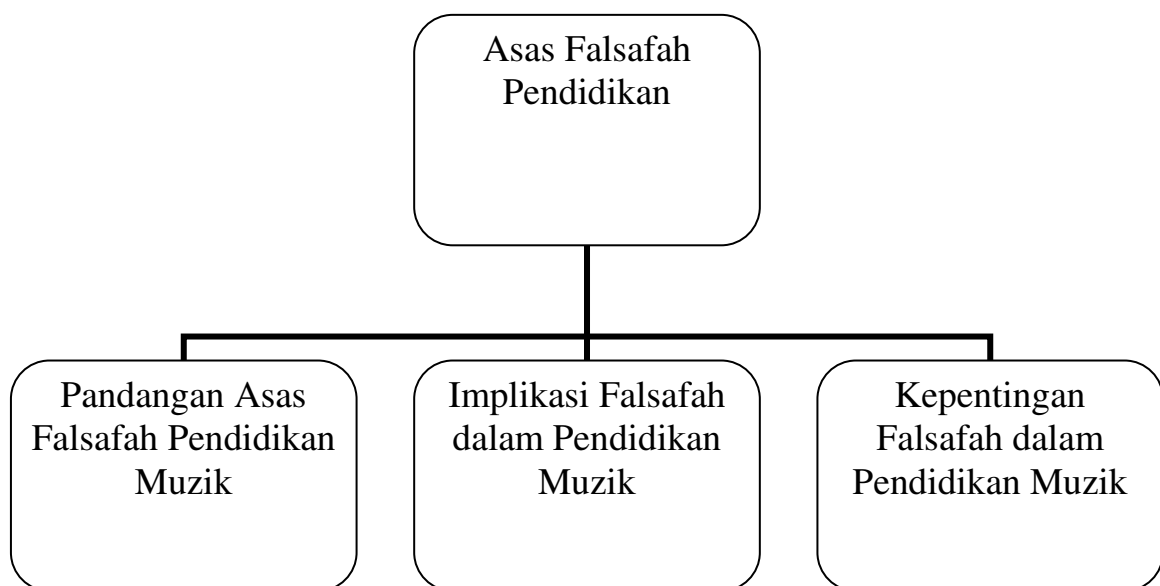 Asas Falsafah
Pendidikan
Pandangan Asas
Falsafah Pendidikan
Muzik
Implikasi Falsafah
dalam Pendidikan
Muzik
Kepentingan
Falsafah dalam
Pendidikan Muzik